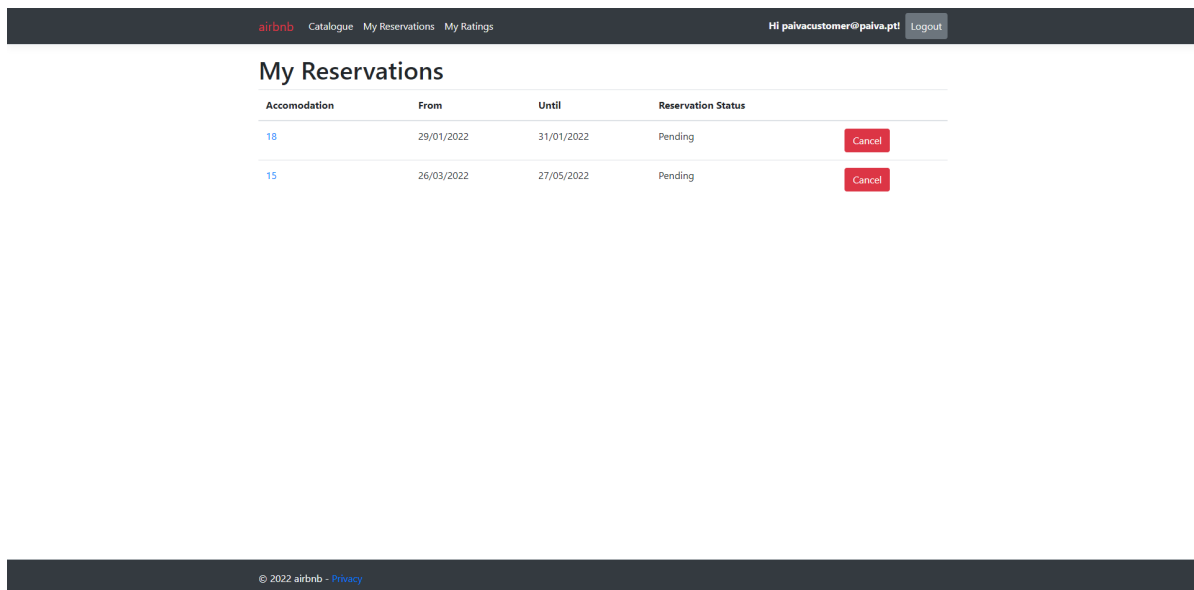 airbnb Catalogue My Reservations My Ratings Hi paivacustomer@paiva.pt! Logout
My Reservations
Accomodation From Until Reservation Status
18 29/01/2022 31/01/2022 Pending Cancel
15 26/03/2022 27/05/2022 Pending Cancel
© 2022 airbnb - Privacy